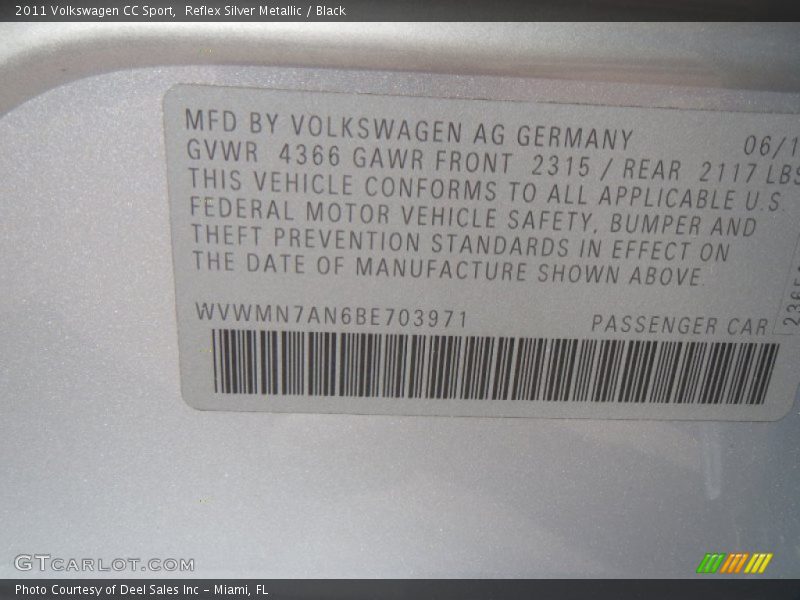 2011 Volkswagen CC Sport,  Reflex Silver Metallic / Black
MFD BY VOLKSWAGEN AG GERMANY 06/1
GVWR 4366 GAWR FRONT 2315 / REAR 2117 LBS
THIS VEHICLE CONFORMS TO ALL APPLICABLE U.S.
FEDERAL MOTOR VEHICLE SAFETY, BUMPER AND
THEFT PREVENTION STANDARDS IN EFFECT ON
THE DATE OF MANUFACTURE SHOWN ABOVE.
WVWMN7AN6BE703971 PASSENGER CAR
GTCARLOT.COM
Photo Courtesy of Deel Sales Inc - Miami, FL